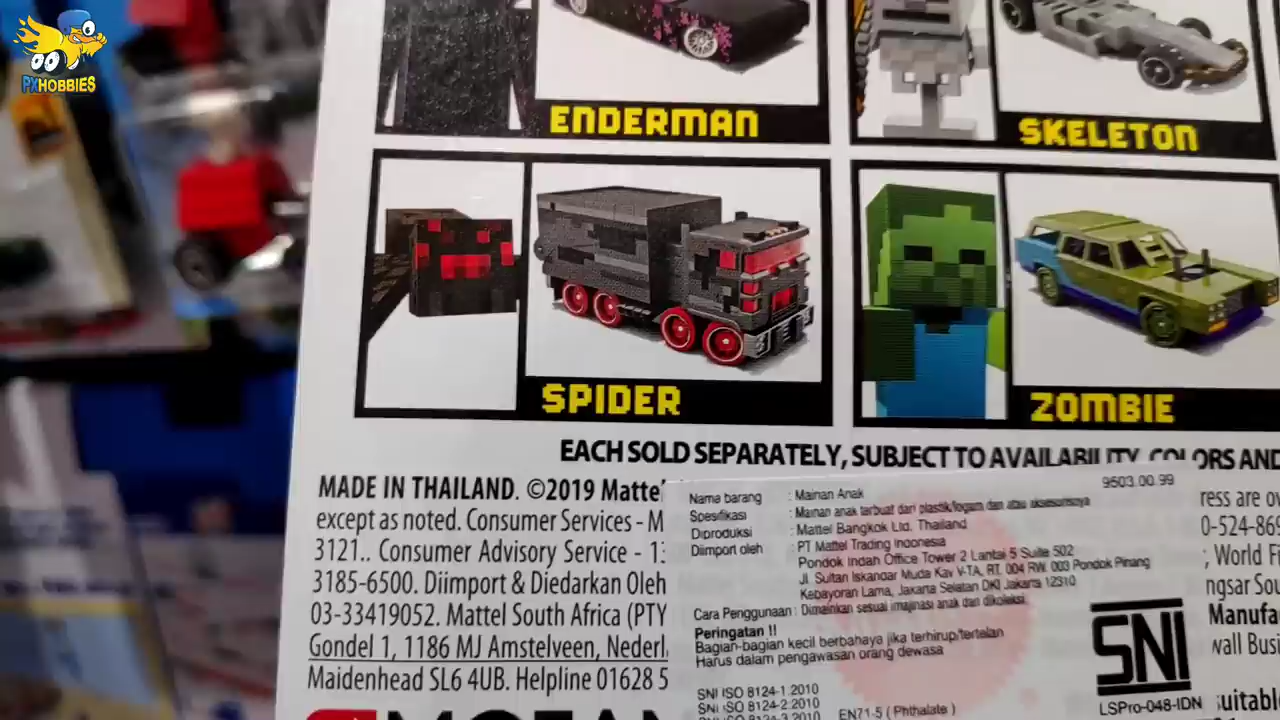 PXHOBBIES
ENDERMAN
SKELETON
SPIDER
ZOMBIE
EACH SOLD SEPARATELY, SUBJECT TO AVAILABILITY. COLORS AND
MADE IN THAILAND. ©2019 Mattel
except as noted. Consumer Services - M
3121.. Consumer Advisory Service - 1
3185-6500. Diimport & Diedarkan Oleh
03-33419052. Mattel South Africa (PTY
Gondel 1, 1186 MJ Amstelveen, Nederl
Maidenhead SL6 4UB. Helpline 01628 5
9503.00.99
Nama barang : Mainan Anak
Spesifikasi : Mainan anak terbuat dari plastik/logam dan atau aksesorisnya
Diproduksi : Mattel Bangkok Ltd. Thailand
Diimport oleh : PT Mattel Trading Indonesia
Pondok Indah Office Tower 2 Lantai 5 Suite 502
Jl. Sultan Iskandar Muda Kav V-TA, RT. 004 RW. 003 Pondok Pinang
Kebayoran Lama, Jakarta Selatan DKI Jakarta 12310
Cara Penggunaan : Dimainkan sesuai imajinasi anak dan dikoleksi.
Peringatan !!
Bagian-bagian kecil berbahaya jika terhirup/tertelan
Harus dalam pengawasan orang dewasa
SNI ISO 8124-1:2010
SNI ISO 8124-2:2010
SNI ISO 8124-3:2010
EN71-5 ( Phthalate )
SNI
LSPro-048-IDN
ress are ov
0-524-869
; World F
ngsar Sou
Manufa
wall Busi
suitabl